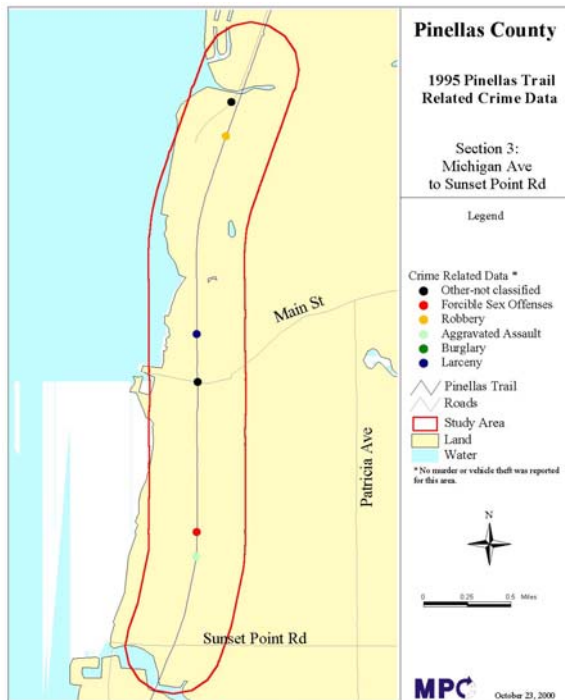 Pinellas County
1995 Pinellas Trail
Related Crime Data
Section 3:
Michigan Ave
to Sunset Point Rd
Legend
Crime Related Data *
Other-not classified
Forcible Sex Offenses
Robbery
Aggravated Assault
Burglary
Larceny
Pinellas Trail
Roads
Study Area
Land
Water
* No murder or vehicle theft was reported
for this area.
N
0 0.25 0.5 Miles
MPO
October 23, 2000
Main St
Patricia Ave
Sunset Point Rd